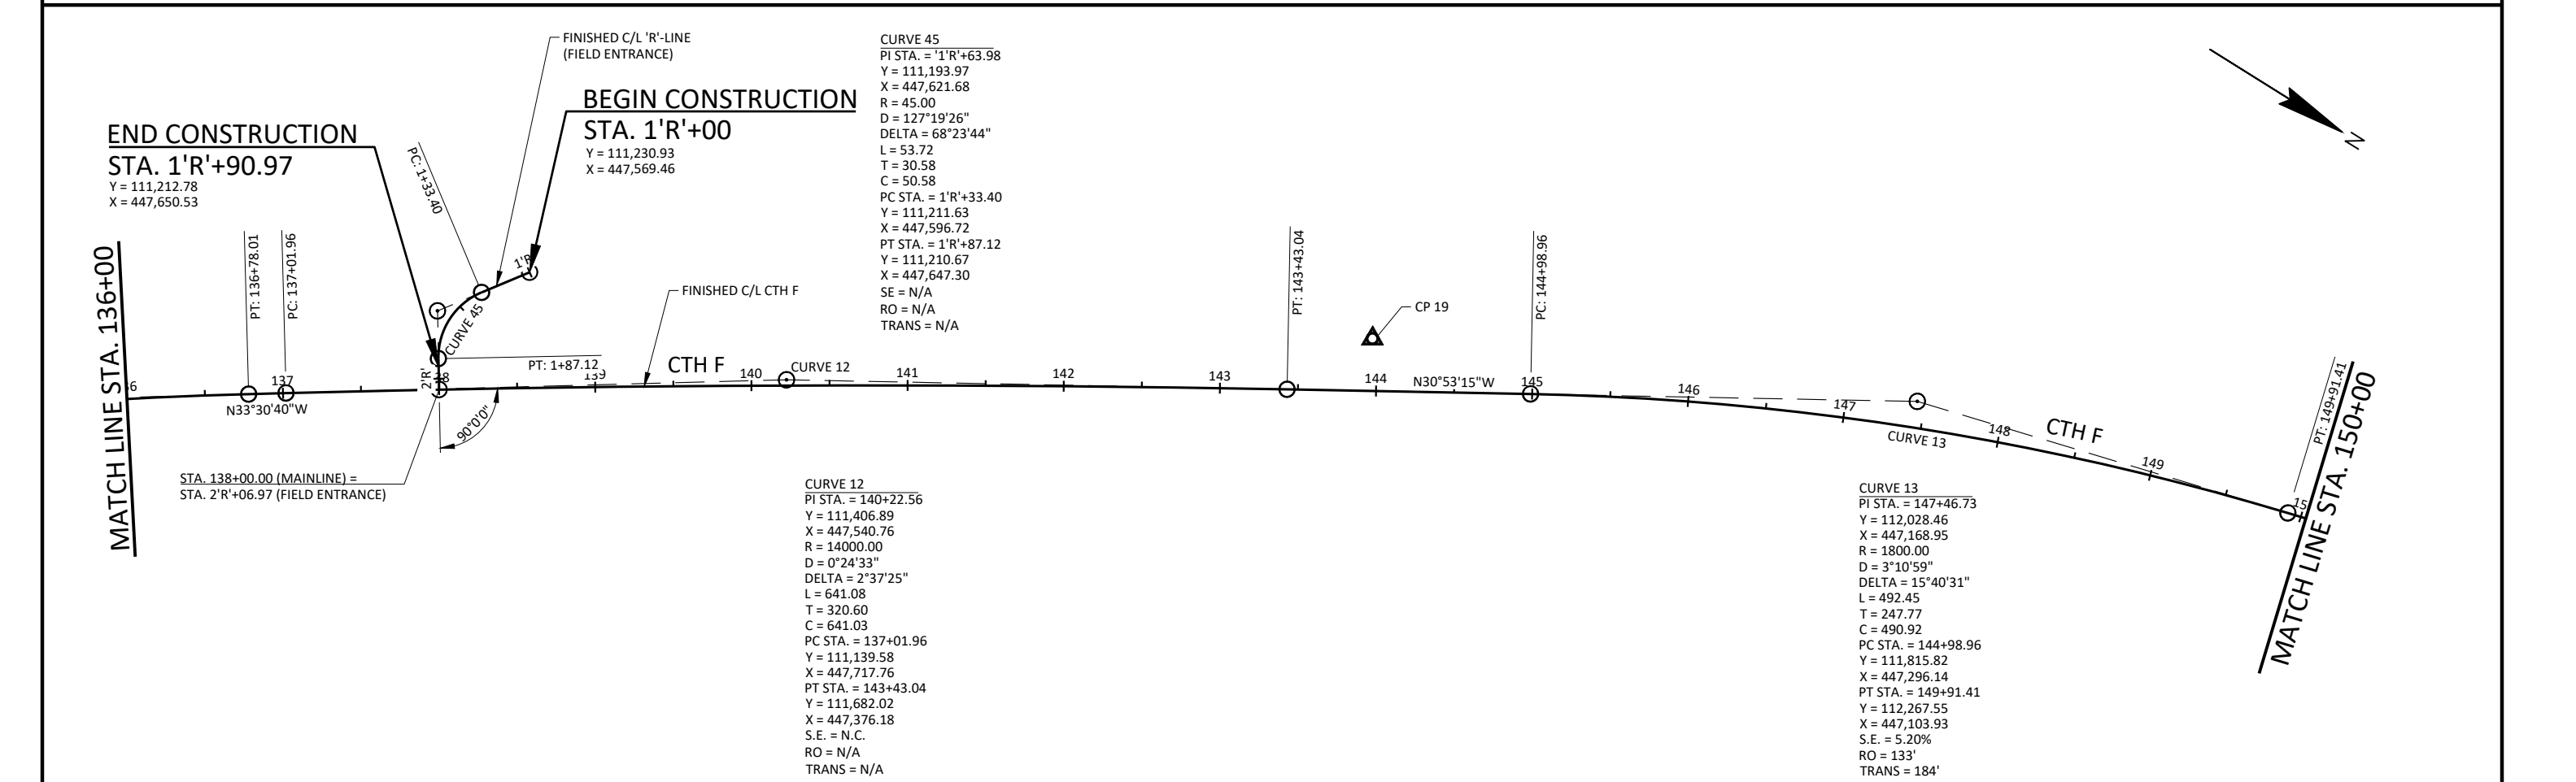 FINISHED C/L 'R'-LINE
(FIELD ENTRANCE)
BEGIN CONSTRUCTION
STA. 1'R'+00
Y = 111,230.93
X = 447,569.46
END CONSTRUCTION
STA. 1'R'+90.97
Y = 111,212.78
X = 447,650.53
CURVE 45
PI STA. = '1'R'+63.98
Y = 111,193.97
X = 447,621.68
R = 45.00
D = 127°19'26"
DELTA = 68°23'44"
L = 53.72
T = 30.58
C = 50.58
PC STA. = 1'R'+33.40
Y = 111,211.63
X = 447,596.72
PT STA. = 1'R'+87.12
Y = 111,210.67
X = 447,647.30
SE = N/A
RO = N/A
TRANS = N/A
N
MATCH LINE STA. 136+00
PT: 136+78.01
PC: 137+01.96
PC: 1+33.40
1'R'
CURVE 45
2'R'
PT: 1+87.12
FINISHED C/L CTH F
CTH F
CURVE 12
PT: 143+43.04
CP 19
PC: 144+98.96
137
139
140
141
142
143
144
N30°53'15"W
145
146
147
148
149
CURVE 13
CTH F
PT: 149+91.41
MATCH LINE STA. 150+00
N33°30'40"W
90°0'0"
STA. 138+00.00 (MAINLINE) =
STA. 2'R'+06.97 (FIELD ENTRANCE)
CURVE 12
PI STA. = 140+22.56
Y = 111,406.89
X = 447,540.76
R = 14000.00
D = 0°24'33"
DELTA = 2°37'25"
L = 641.08
T = 320.60
C = 641.03
PC STA. = 137+01.96
Y = 111,139.58
X = 447,717.76
PT STA. = 143+43.04
Y = 111,682.02
X = 447,376.18
S.E. = N.C.
RO = N/A
TRANS = N/A
CURVE 13
PI STA. = 147+46.73
Y = 112,028.46
X = 447,168.95
R = 1800.00
D = 3°10'59"
DELTA = 15°40'31"
L = 492.45
T = 247.77
C = 490.92
PC STA. = 144+98.96
Y = 111,815.82
X = 447,296.14
PT STA. = 149+91.41
Y = 112,267.55
X = 447,103.93
S.E. = 5.20%
RO = 133'
TRANS = 184'